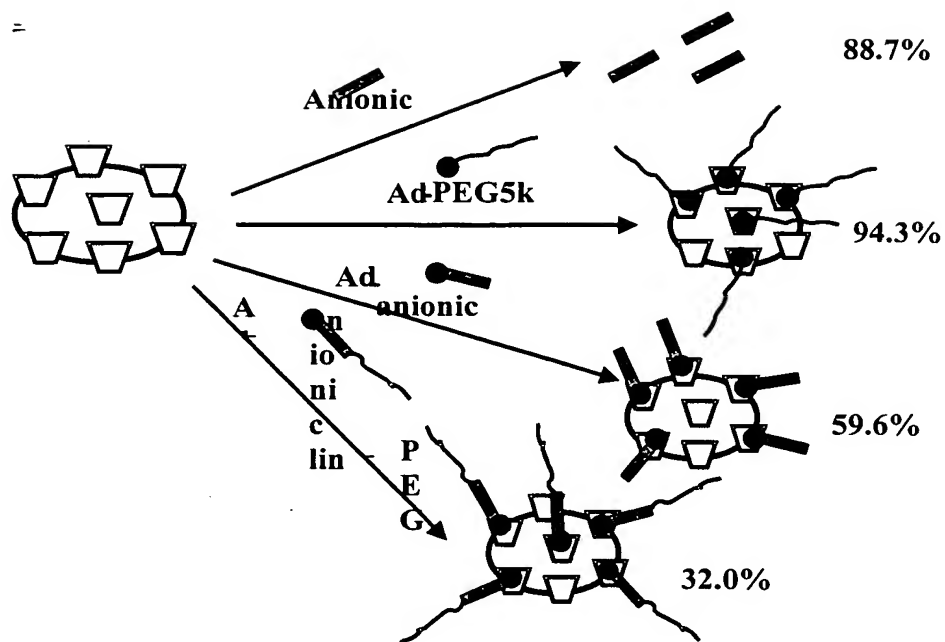 Anionic
88.7%
Ad-PEG5k
94.3%
Ad.
anionic
59.6%
A
n
io
ni
c
lin
P
E
G
32.0%